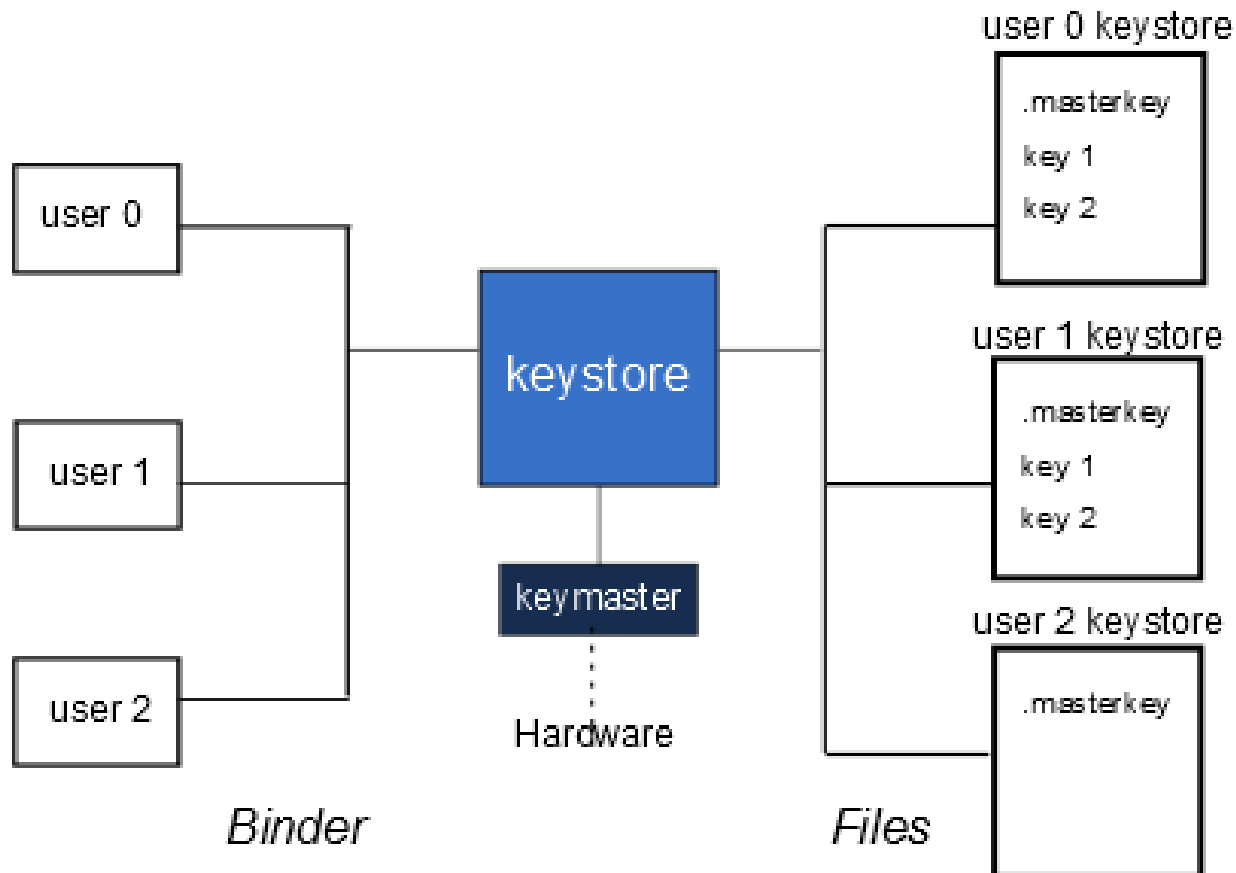 user 0 keystore
.masterkey
key 1
key 2
user 0
user 1 keystore
keystore
.masterkey
key 1
key 2
user 1
keymaster
user 2 keystore
.masterkey
user 2
Hardware
Binder
Files